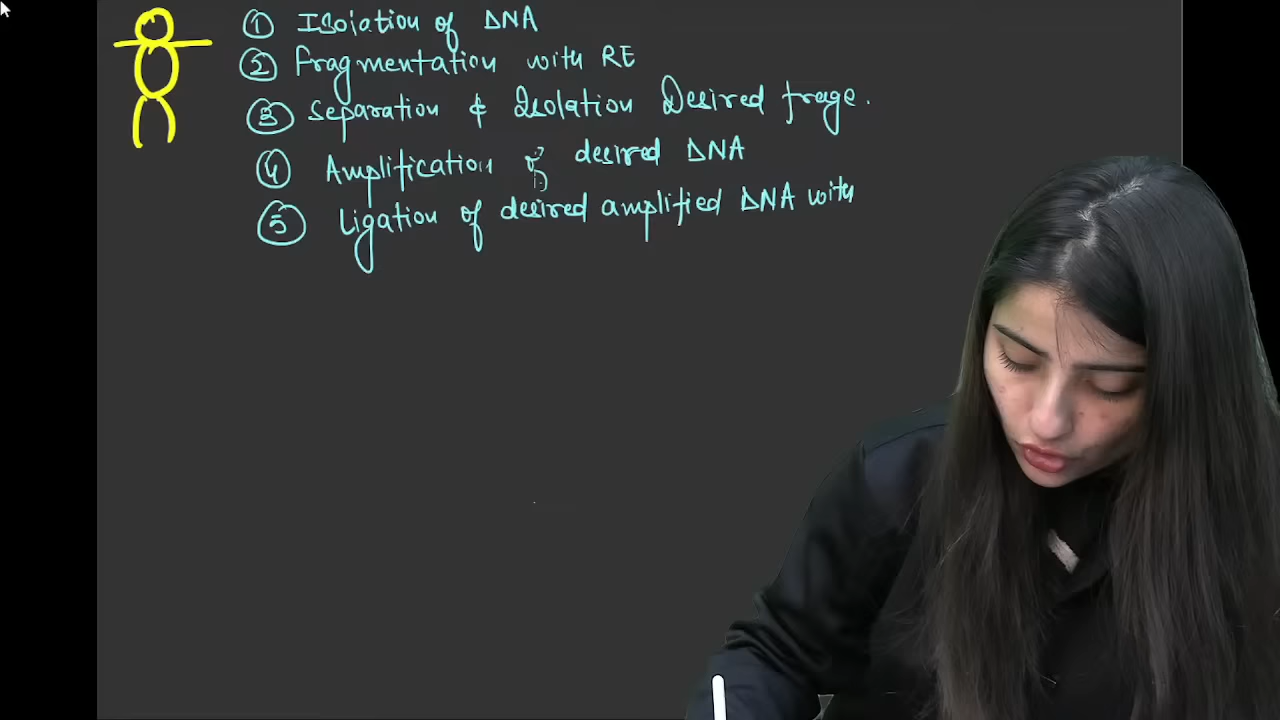 ① Isolation of DNA
② Fragmentation with RE
③ Separation & Isolation Desired frage.
④ Amplification of desired DNA
⑤ Ligation of desired amplified DNA with